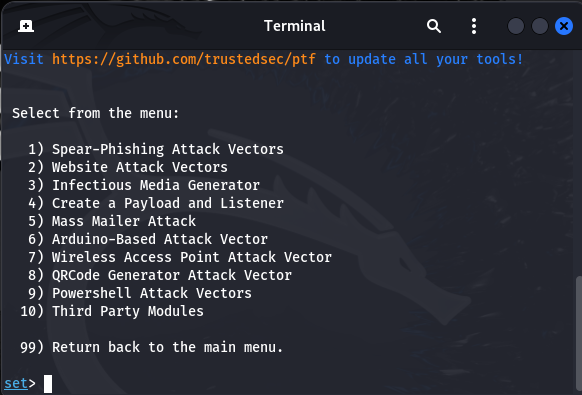 Terminal
Visit https://github.com/trustedsec/ptf to update all your tools!
Select from the menu:
1) Spear-Phishing Attack Vectors
2) Website Attack Vectors
3) Infectious Media Generator
4) Create a Payload and Listener
5) Mass Mailer Attack
6) Arduino-Based Attack Vector
7) Wireless Access Point Attack Vector
8) QRCode Generator Attack Vector
9) Powershell Attack Vectors
10) Third Party Modules
99) Return back to the main menu.
set>